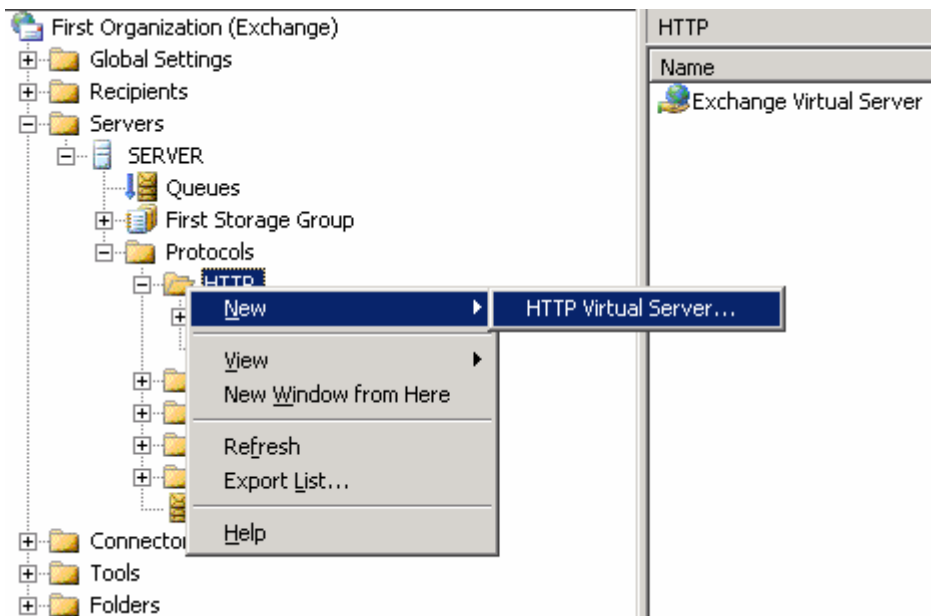 First Organization (Exchange)
Global Settings
Recipients
Servers
SERVER
Queues
First Storage Group
Protocols
HTTP
New
HTTP Virtual Server...
View
New Window from Here
Refresh
Export List...
Help
Connecto
Tools
Folders
HTTP
Name
Exchange Virtual Server